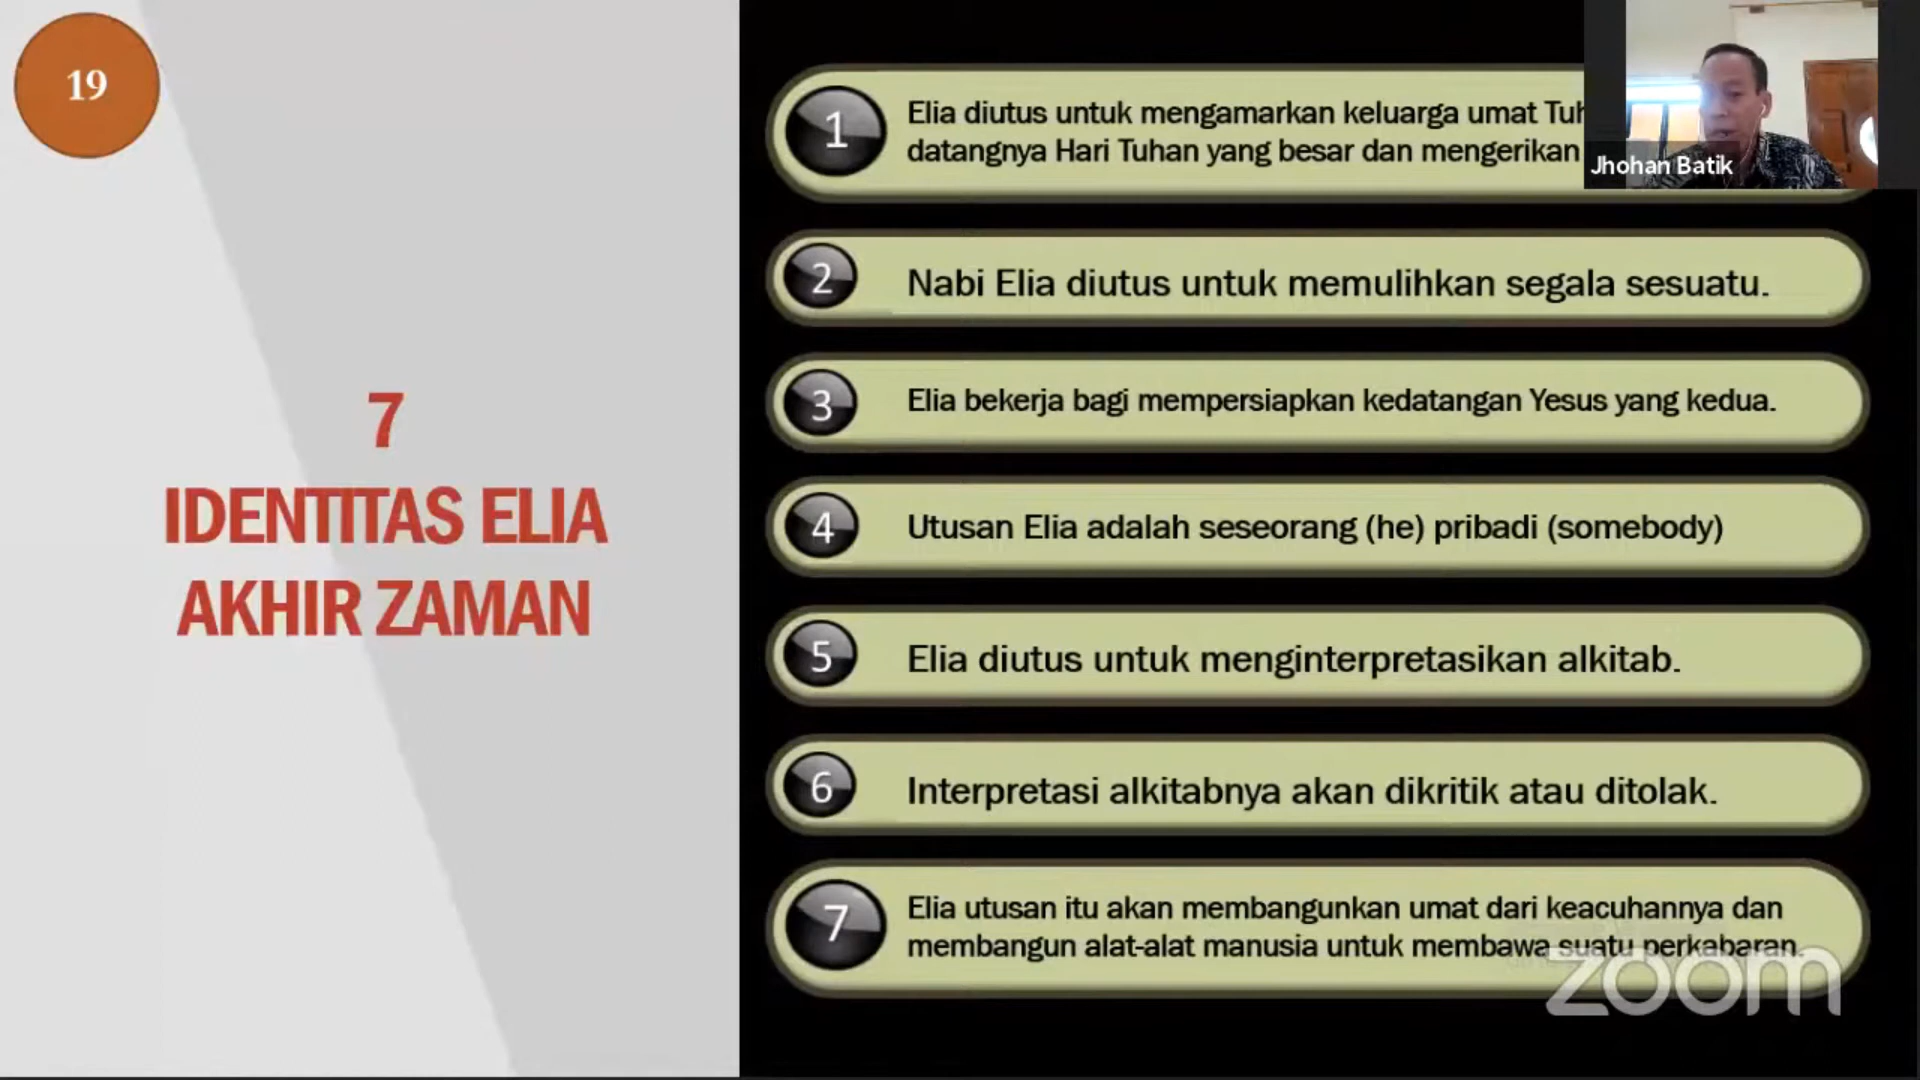 19
7
IDENTITAS ELIA
AKHIR ZAMAN
1
Elia diutus untuk mengamarkan keluarga umat
datangnya Hari Tuhan yang besar dan mengerikan
2
Nabi Elia diutus untuk memulihkan segala sesuatu.
3
Elia bekerja bagi mempersiapkan kedatangan Yesus yang kedua.
4
Utusan Elia adalah seseorang (he) pribadi (somebody)
5
Elia diutus untuk menginterpretasikan alkitab.
6
Interpretasi alkitabnya akan dikritik atau ditolak.
7
Elia utusan itu akan membangunkan umat dari keacuhannya dan
membangun alat-alat manusia untuk membawa suatu perkabaran.
Jhohan Batik
zoom